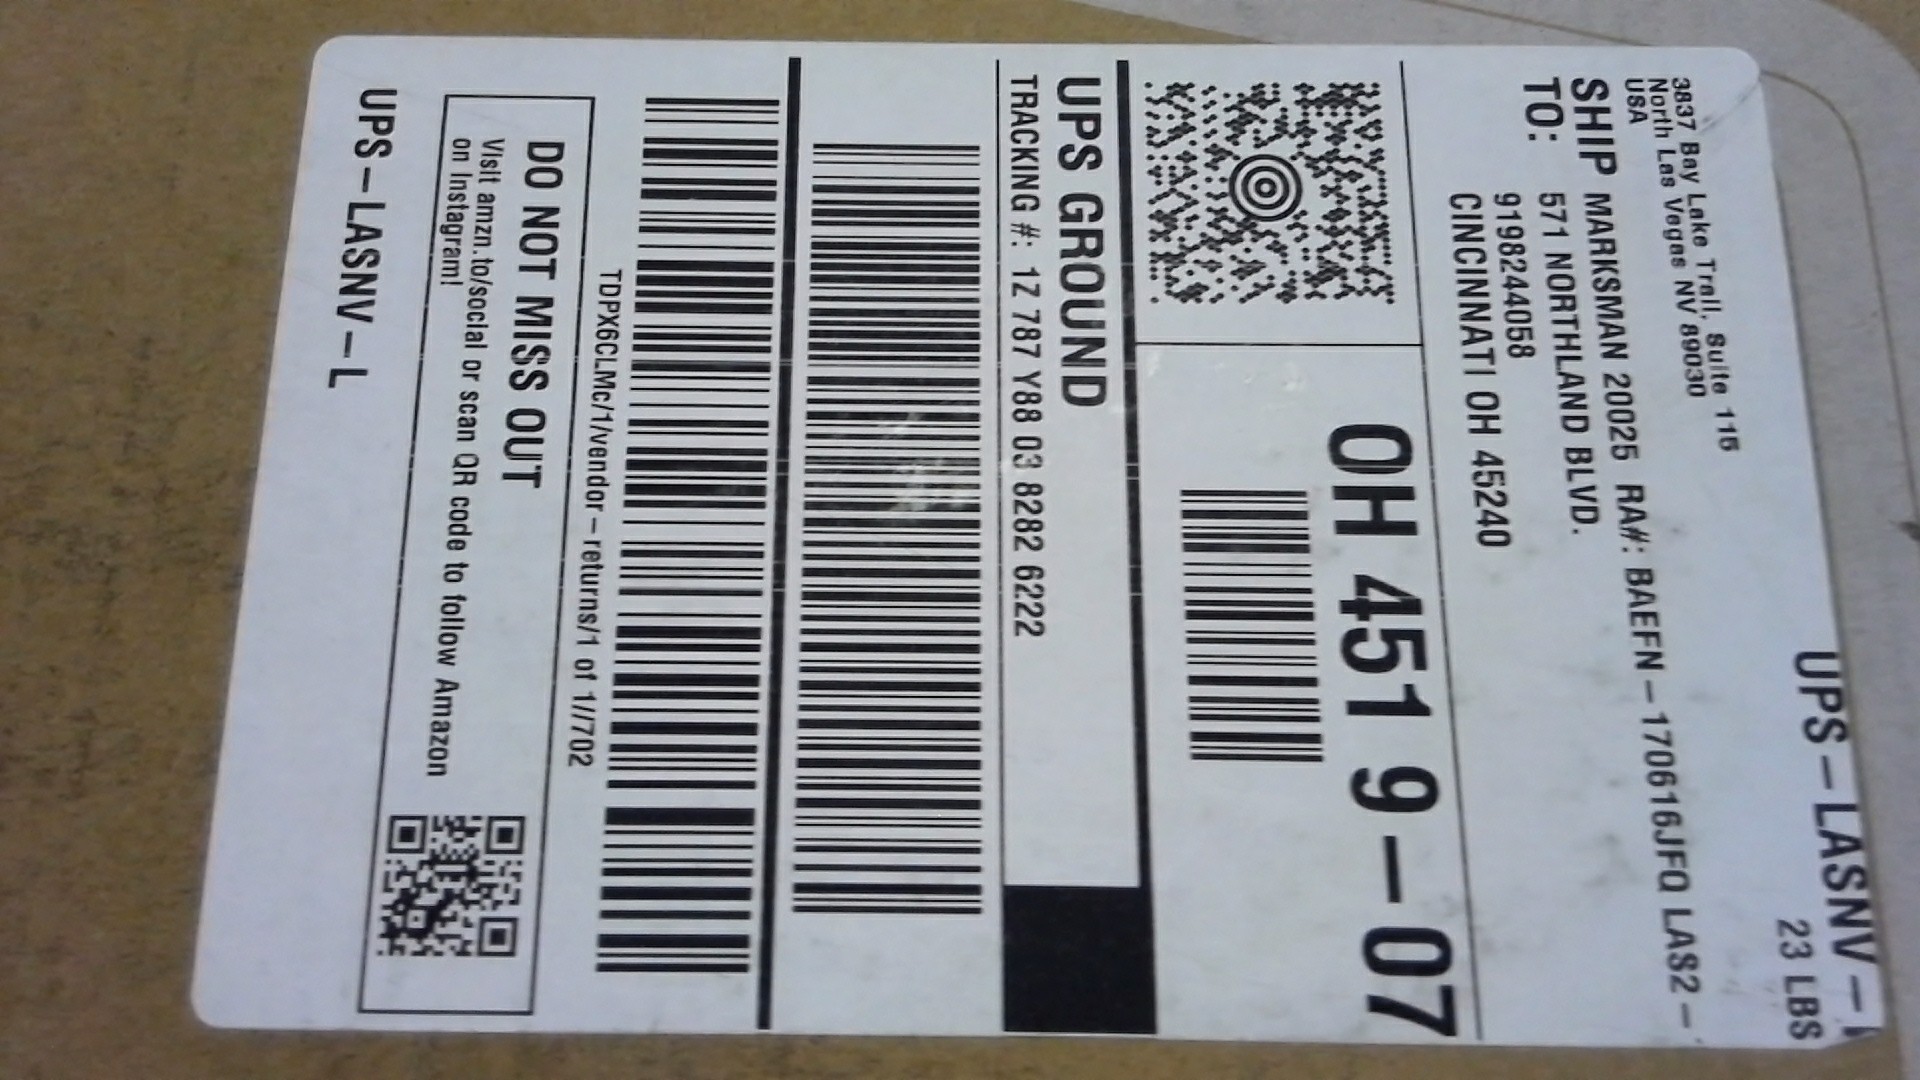 UPS-LASNV-
23 LBS
3837 Bay Lake Trail, Suite 115
North Las Vegas NV 89030
USA
SHIP TO: MARKSMAN 20025 RA#: BAEFN-170616JFQ LAS2-
571 NORTHLAND BLVD.
9198244058
CINCINNATI OH 45240
OH 451 9-07
UPS GROUND
TRACKING #: 1Z 787 Y88 03 8282 6222
TDPX6CLMc/1/vendor-returns/1 of 1//702
DO NOT MISS OUT
Visit amzn.to/social or scan QR code to follow Amazon
on Instagram!
UPS-LASNV-L